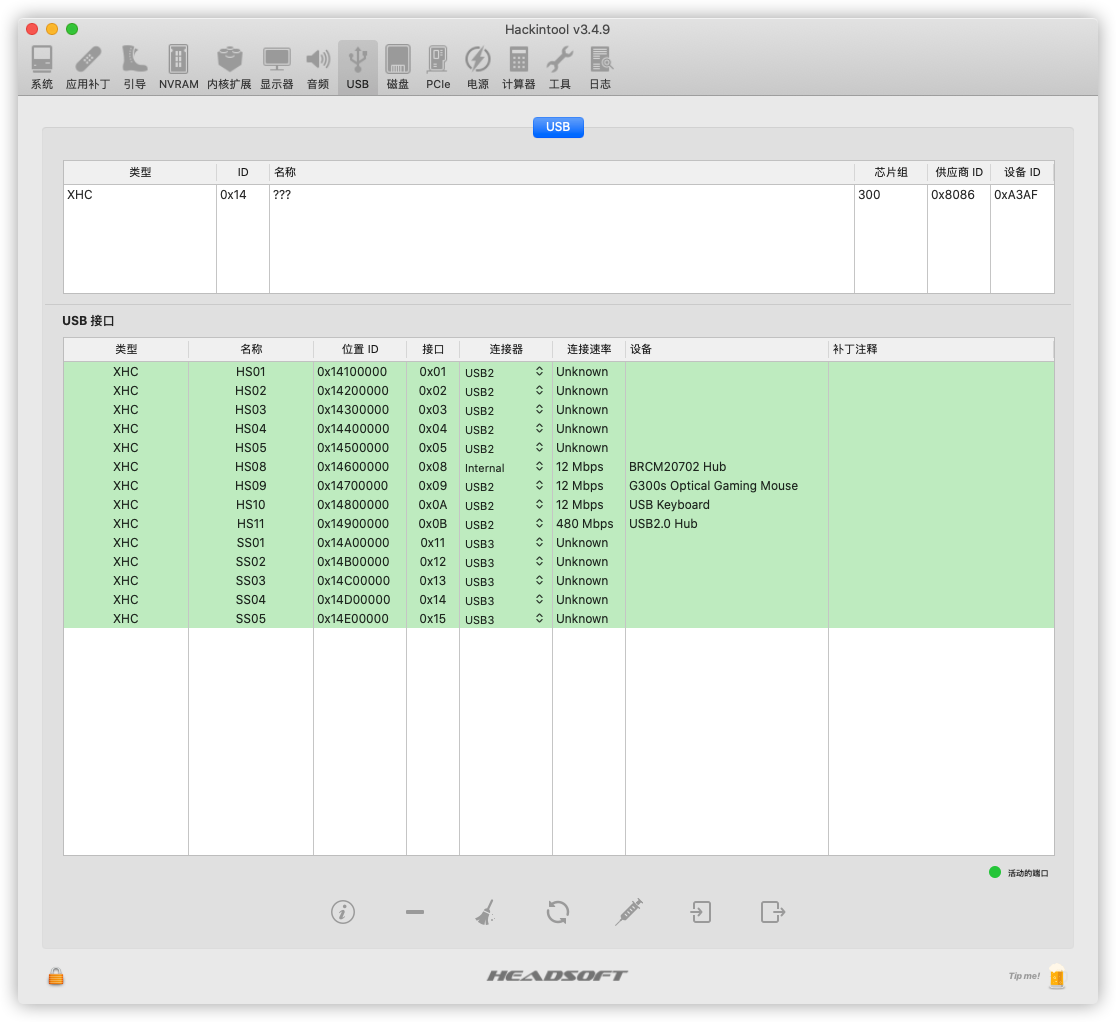 Hackintool v3.4.9
系统 应用补丁 引导 NVRAM 内核扩展 显示器 音频 USB 磁盘 PCIe 电源 计算器 工具 日志
USB
类型 ID 名称 芯片组 供应商 ID 设备 ID
XHC 0x14 ??? 300 0x8086 0xA3AF
USB 接口
类型 名称 位置 ID 接口 连接器 连接速率 设备 补丁注释
XHC HS01 0x14100000 0x01 USB2 Unknown
XHC HS02 0x14200000 0x02 USB2 Unknown
XHC HS03 0x14300000 0x03 USB2 Unknown
XHC HS04 0x14400000 0x04 USB2 Unknown
XHC HS05 0x14500000 0x05 USB2 Unknown
XHC HS08 0x14600000 0x08 Internal 12 Mbps BRCM20702 Hub
XHC HS09 0x14700000 0x09 USB2 12 Mbps G300s Optical Gaming Mouse
XHC HS10 0x14800000 0x0A USB2 12 Mbps USB Keyboard
XHC HS11 0x14900000 0x0B USB2 480 Mbps USB2.0 Hub
XHC SS01 0x14A00000 0x11 USB3 Unknown
XHC SS02 0x14B00000 0x12 USB3 Unknown
XHC SS03 0x14C00000 0x13 USB3 Unknown
XHC SS04 0x14D00000 0x14 USB3 Unknown
XHC SS05 0x14E00000 0x15 USB3 Unknown
活动的端口
HEADSOFT
Tip me!